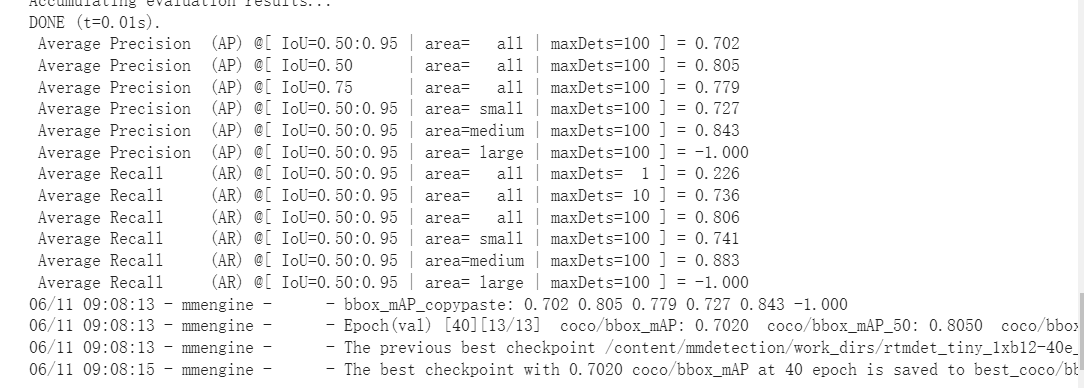 Accumulating evaluation results...
DONE (t=0.01s).
Average Precision  (AP) @[ IoU=0.50:0.95 | area=   all | maxDets=100 ] = 0.702
Average Precision  (AP) @[ IoU=0.50      | area=   all | maxDets=100 ] = 0.805
Average Precision  (AP) @[ IoU=0.75      | area=   all | maxDets=100 ] = 0.779
Average Precision  (AP) @[ IoU=0.50:0.95 | area= small | maxDets=100 ] = 0.727
Average Precision  (AP) @[ IoU=0.50:0.95 | area=medium | maxDets=100 ] = 0.843
Average Precision  (AP) @[ IoU=0.50:0.95 | area= large | maxDets=100 ] = -1.000
Average Recall     (AR) @[ IoU=0.50:0.95 | area=   all | maxDets=  1 ] = 0.226
Average Recall     (AR) @[ IoU=0.50:0.95 | area=   all | maxDets= 10 ] = 0.736
Average Recall     (AR) @[ IoU=0.50:0.95 | area=   all | maxDets=100 ] = 0.806
Average Recall     (AR) @[ IoU=0.50:0.95 | area= small | maxDets=100 ] = 0.741
Average Recall     (AR) @[ IoU=0.50:0.95 | area=medium | maxDets=100 ] = 0.883
Average Recall     (AR) @[ IoU=0.50:0.95 | area= large | maxDets=100 ] = -1.000
06/11 09:08:13 - mmengine -      - bbox_mAP_copypaste: 0.702 0.805 0.779 0.727 0.843 -1.000
06/11 09:08:13 - mmengine -      - Epoch(val) [40][13/13]  coco/bbox_mAP: 0.7020  coco/bbox_mAP_50: 0.8050  coco/bbox
06/11 09:08:13 - mmengine -      - The previous best checkpoint /content/mmdetection/work_dirs/rtmdet_tiny_1xb12-40e_
06/11 09:08:15 - mmengine -      - The best checkpoint with 0.7020 coco/bbox_mAP at 40 epoch is saved to best_coco/bb